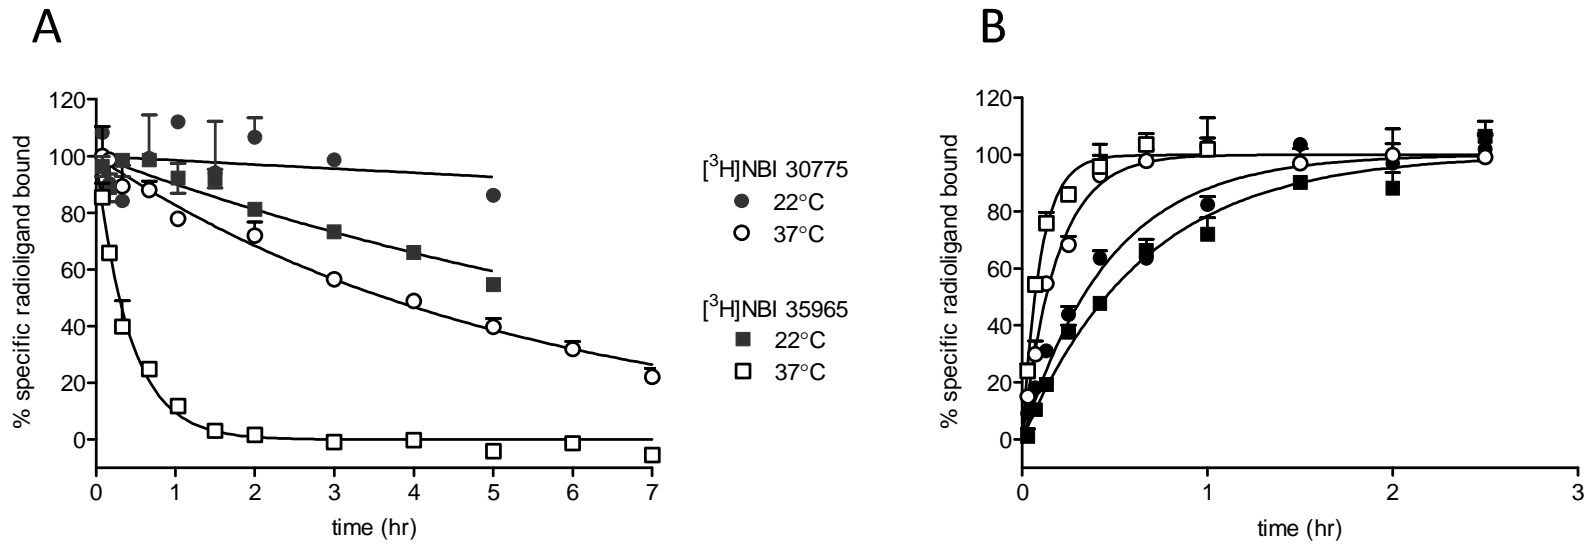 A
120
100
80
60
40
20
0
% specific radioligand bound
0 1 2 3 4 5 6 7
time (hr)
[³H]NBI 30775
22°C
37°C
[³H]NBI 35965
22°C
37°C
B
120
100
80
60
40
20
0
% specific radioligand bound
0 1 2 3
time (hr)